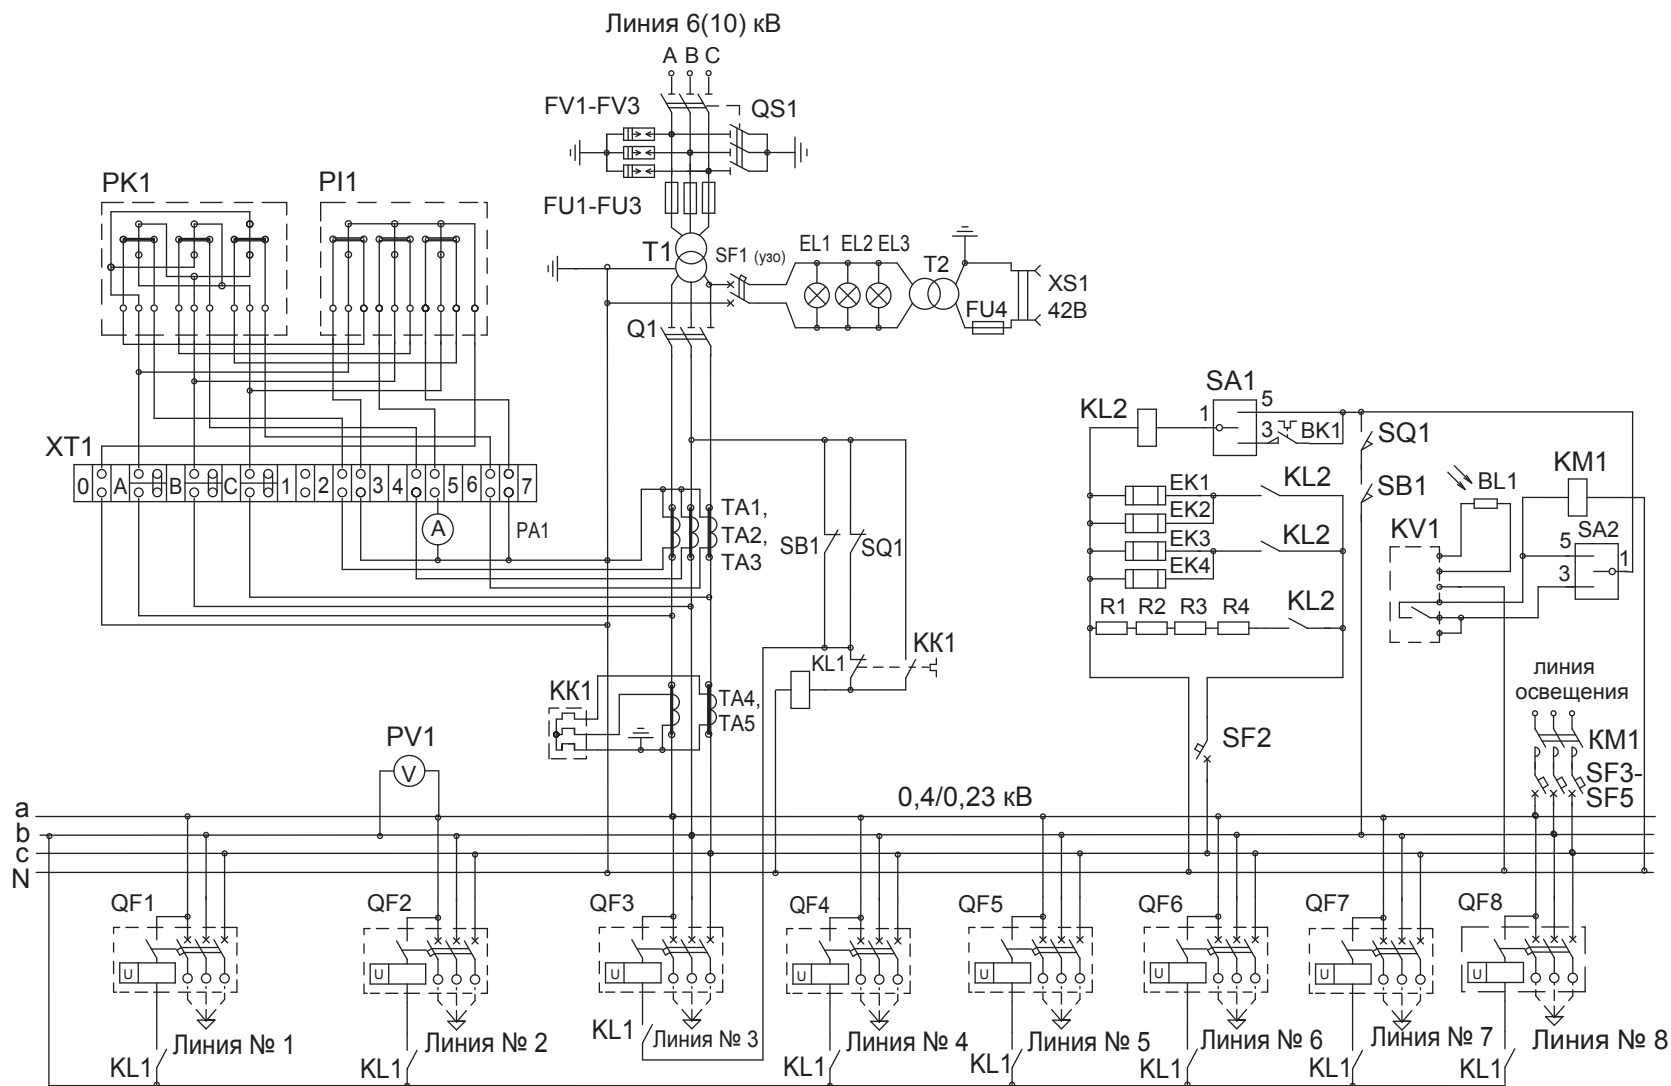 Линия 6(10) кВ
A B C
FV1-FV3 QS1
PK1 PI1
FU1-FU3
T1 SF1 (узо) EL1 EL2 EL3 T2 XS1
42В
FU4
Q1
SA1
KL2 1 5
3 BK1 SQ1
XT1
0 A B C 1 2 3 4 5 6 7
KM1
EK1 KL2 SB1 BL1
EK2
A PA1 TA1,
TA2,
TA3
SB1 SQ1
EK3 KL2
EK4
KV1 5 SA2
3 1
R1 R2 R3 R4 KL2
KL1 KK1
линия
освещения
KK1 TA4,
TA5
PV1 SF2 KM1
V SF3-
SF5
0,4/0,23 кВ
a
b
c
N
QF1 QF2 QF3 QF4 QF5 QF6 QF7 QF8
U U U U U U U U
KL1 Линия № 3
Линия № 1 Линия № 2 Линия № 4 Линия № 5 Линия № 6 Линия № 7 Линия № 8
KL1 KL1 KL1 KL1 KL1 KL1 KL1